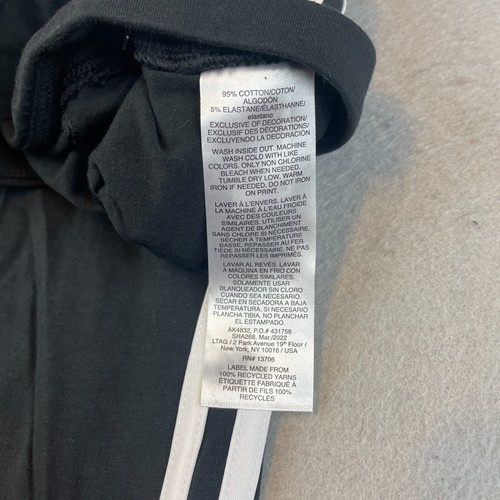 95% COTTON/COTON/
ALGODÓN
5% ELASTANE/ÉLASTHANNE/
elastano
EXCLUSIVE OF DECORATION/
EXCLUSIF DES DÉCORATIONS/
EXCLUYENDO LA DECORACIÓN
WASH INSIDE OUT. MACHINE
WASH COLD WITH LIKE
COLORS. ONLY NON CHLORINE
BLEACH WHEN NEEDED.
TUMBLE DRY LOW. WARM
IRON IF NEEDED. DO NOT IRON
ON PRINT.
LAVER À L'ENVERS. LAVER À
LA MACHINE À L'EAU FROIDE
AVEC DES COULEURS
SIMILAIRES. UTILISER UN
AGENT DE BLANCHIMENT
SANS CHLORE SI NÉCESSAIRE.
SÉCHER À TEMPÉRATURE
BASSE. REPASSER AU FER
TIÈDE SI NÉCESSAIRE. NE PAS
REPASSER LES IMPRIMÉS.
LAVAR AL REVÉS. LAVAR
A MÁQUINA EN FRIO CON
COLORES SIMILARES.
SOLAMENTE USAR
BLANQUEADOR SIN CLORO
CUANDO SEA NECESARIO.
SECAR EN SECADORA A BAJA
TEMPERATURA. SI NECESARIO
PLANCHA TIBIA. NO PLANCHAR
EL ESTAMPADO.
AK4832, P.O.# 431758
SHA268, Mar./2022
LTAG / 2 Park Avenue 19th Floor /
New York, NY 10016 / USA
RN# 13706
LABEL MADE FROM
100% RECYCLED YARNS
ÉTIQUETTE FABRIQUÉE À
PARTIR DE FILS 100%
RECYCLÉS